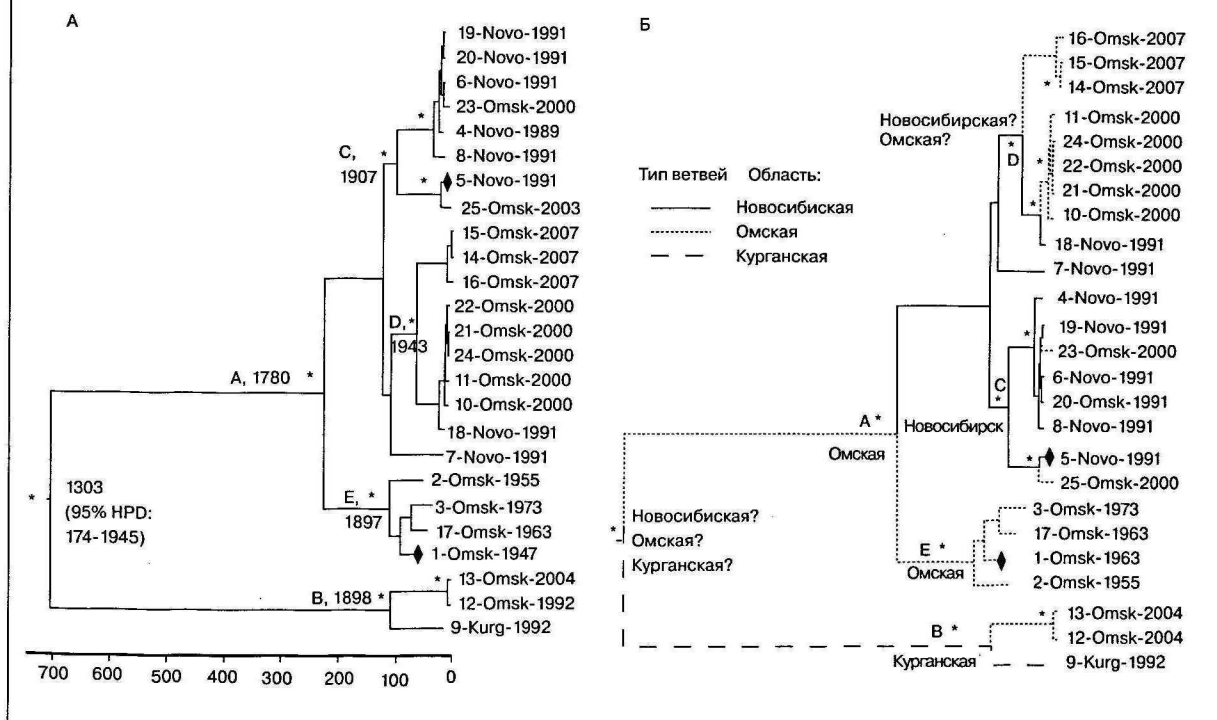 А
19-Novo-1991
20-Novo-1991
6-Novo-1991
23-Omsk-2000
4-Novo-1989
8-Novo-1991
5-Novo-1991
25-Omsk-2003
15-Omsk-2007
14-Omsk-2007
16-Omsk-2007
22-Omsk-2000
21-Omsk-2000
24-Omsk-2000
11-Omsk-2000
10-Omsk-2000
18-Novo-1991
7-Novo-1991
2-Omsk-1955
3-Omsk-1973
17-Omsk-1963
1-Omsk-1947
13-Omsk-2004
12-Omsk-1992
9-Kurg-1992
*
*
C,
1907
*
D, *
1943
A, 1780 *
E, *
1897
*
1303
(95% HPD:
174-1945)
*
B, 1898 *
700 600 500 400 300 200 100 0
Б
16-Omsk-2007
15-Omsk-2007
14-Omsk-2007
11-Omsk-2000
24-Omsk-2000
22-Omsk-2000
21-Omsk-2000
10-Omsk-2000
18-Novo-1991
7-Novo-1991
4-Novo-1991
19-Novo-1991
23-Omsk-2000
6-Novo-1991
20-Omsk-1991
8-Novo-1991
5-Novo-1991
25-Omsk-2000
3-Omsk-1973
17-Omsk-1963
1-Omsk-1963
2-Omsk-1955
13-Omsk-2004
12-Omsk-2004
9-Kurg-1992
*
Новосибирская?
Омская?
*
D
*
*
Тип ветвей Область:
Новосибиская
Омская
Курганская
*
C
*
Новосибирск
*
A *
Омская
*
Новосибиская?
Омская?
Курганская?
E *
Омская
*
B *
Курганская